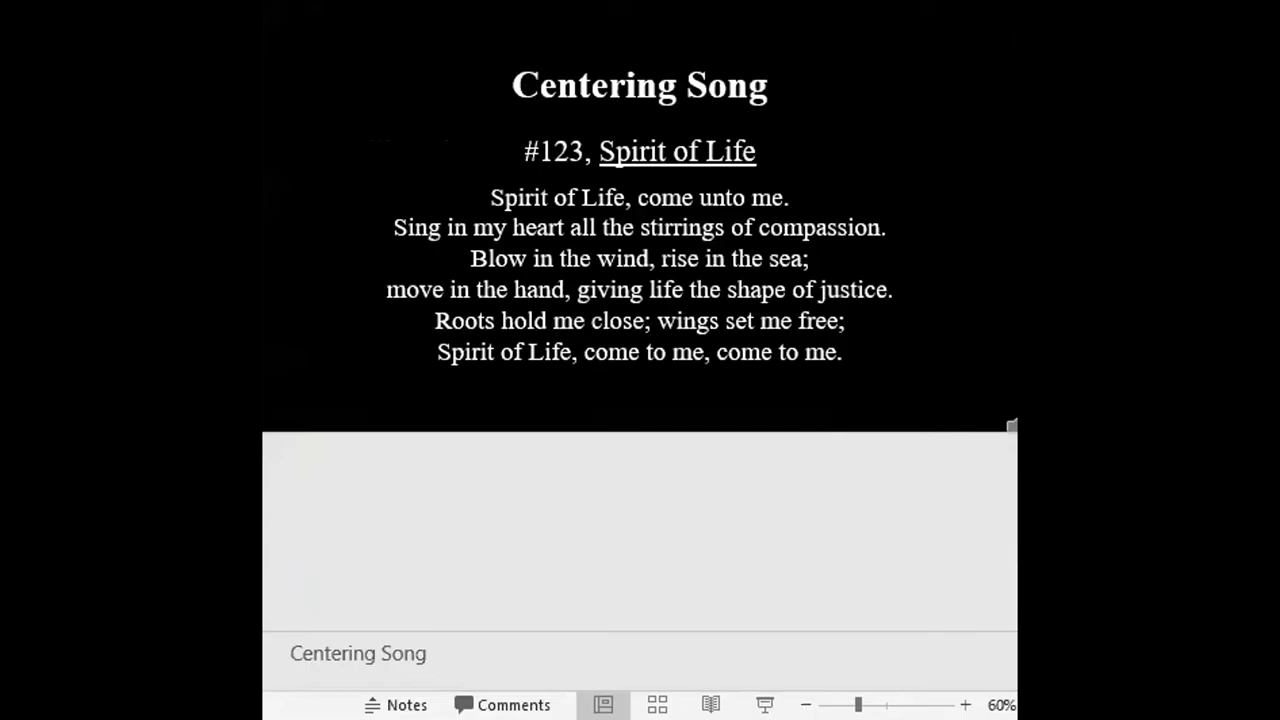 Centering Song
#123, Spirit of Life
Spirit of Life, come unto me.
Sing in my heart all the stirrings of compassion.
Blow in the wind, rise in the sea;
move in the hand, giving life the shape of justice.
Roots hold me close; wings set me free;
Spirit of Life, come to me, come to me.
Centering Song
Notes Comments 60%